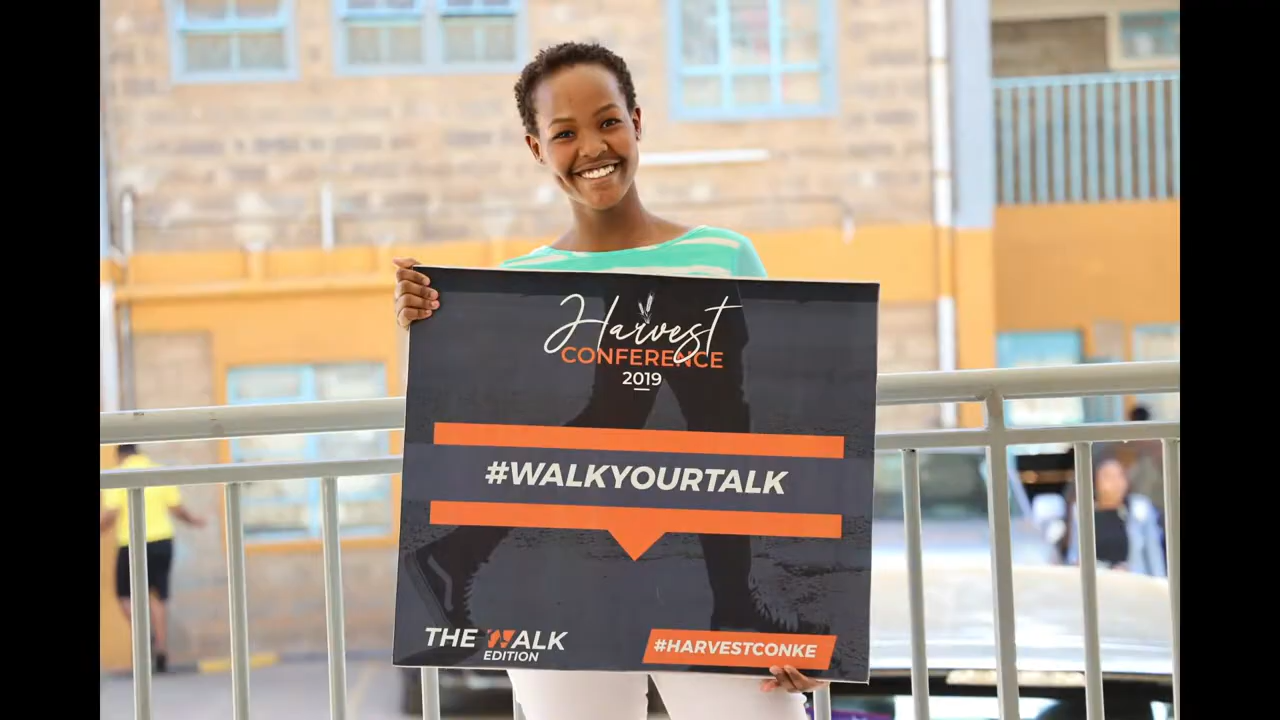 Harvest
CONFERENCE
2019
#WALKYOURTALK
THE WALK
EDITION
#HARVESTCONKE